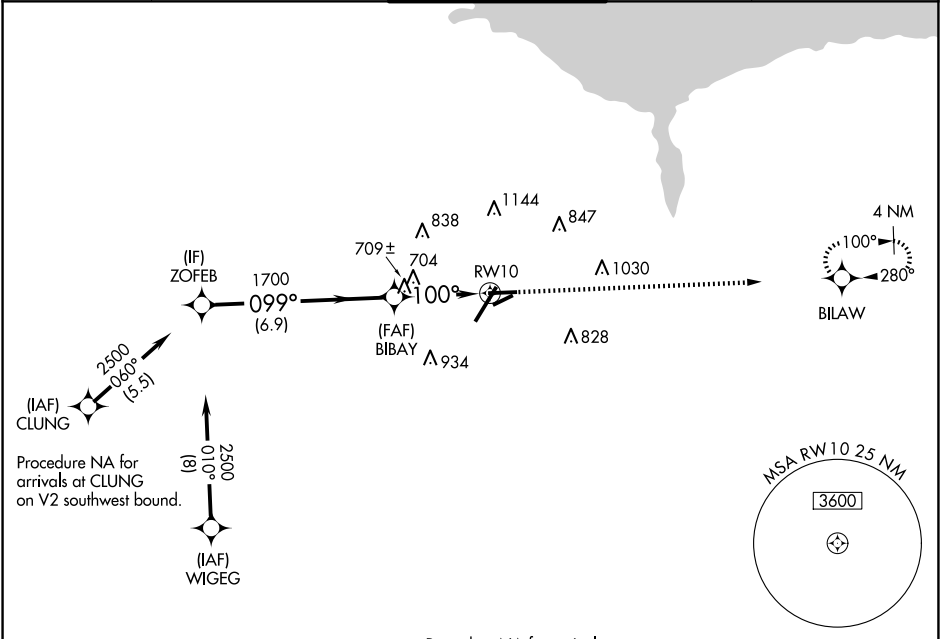 1144
838
847
4 NM
709±
704
100°
(IF)
ZOFEB
1700
099°
(6.9)
RW10
1030
280°
100°
BILAW
(FAF)
BIBAY
828
934
2500
060°
(5.5)
(IAF)
CLUNG
2500
010°
(8)
Procedure NA for
arrivals at CLUNG
on V2 southwest bound.
(IAF)
WIGEG
MSA RW10 25 NM
3600